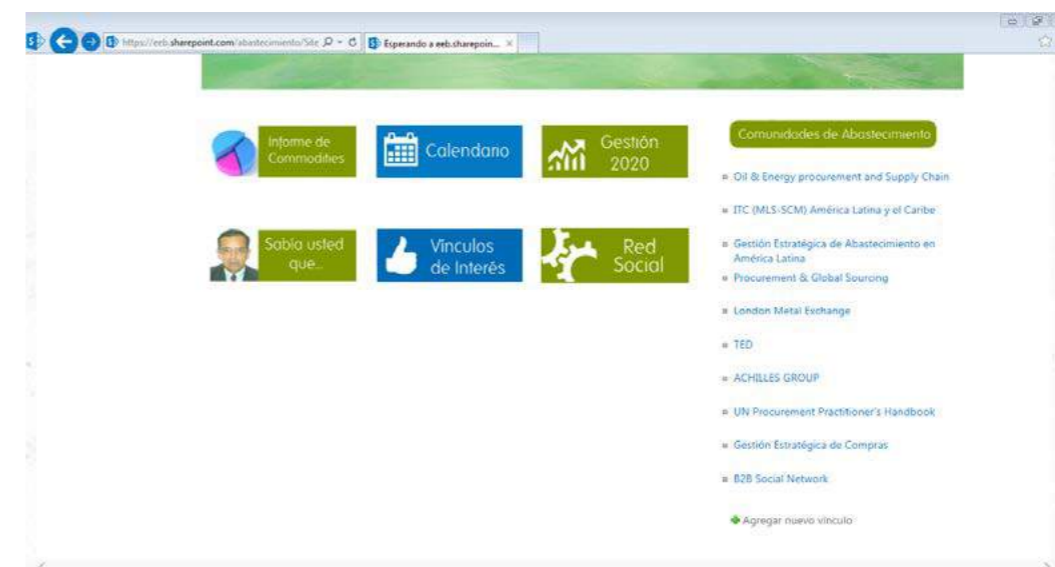 https://eeb.sharepoint.com/abastecimiento/Site
Esperando a eeb.sharepoin...
Informe de
Commodities
Calendario
Gestión
2020
Sabía usted
que...
Vínculos
de Interés
Red
Social
Comunidades de Abastecimiento
Oil & Energy procurement and Supply Chain
ITC (MLS-SCM) América Latina y el Caribe
Gestión Estratégica de Abastecimiento en
América Latina
Procurement & Global Sourcing
London Metal Exchange
TED
ACHILLES GROUP
UN Procurement Practitioner's Handbook
Gestión Estratégica de Compras
B2B Social Network
Agregar nuevo vínculo